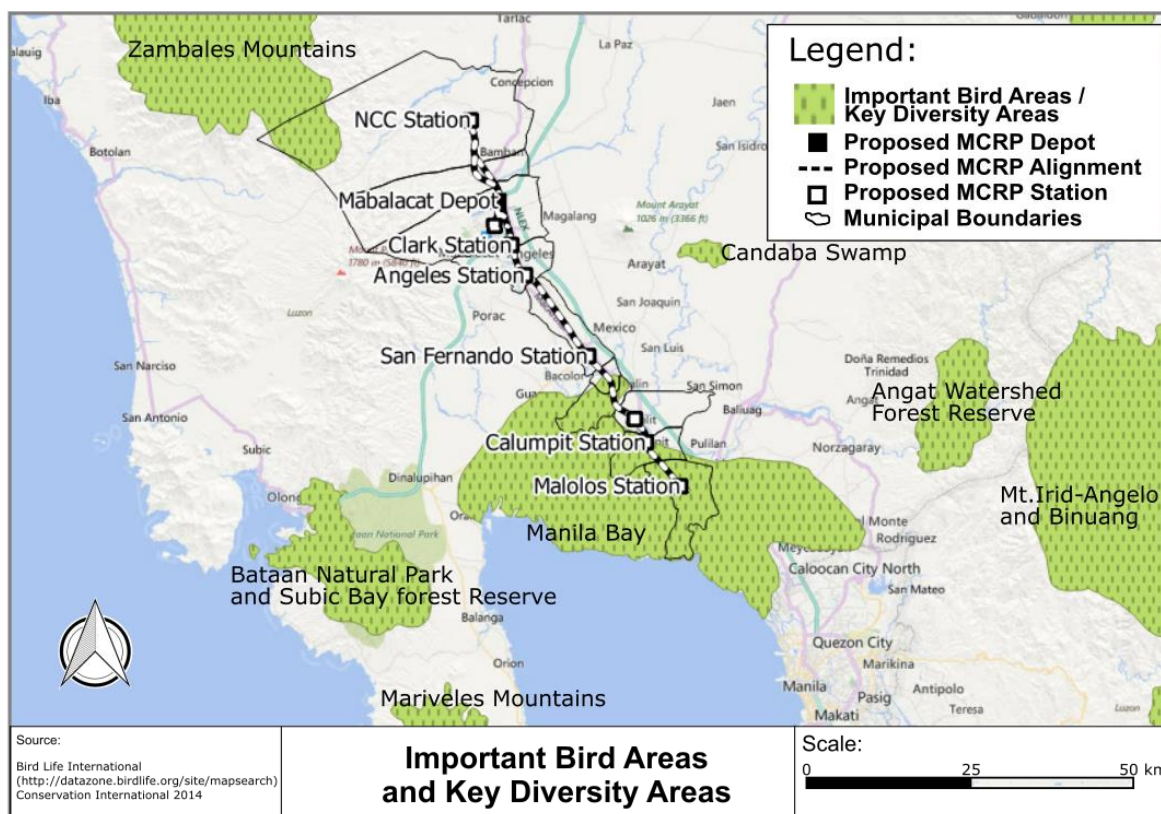 Zambales Mountains
Tarlac
La Paz
Gabaldon
Iba
Concepcion
Jaen
NCC Station
San Isidro
Botolan
Bamban
Mabalacat Depot
NLEX
Magalang
Mount Arayat
1026 m (3366 ft)
Clark Station
Candaba Swamp
Arayat
Angeles Station
Luzon
San Joaquin
Porac
Mexico
San Fernando Station
San Luis
San Narciso
Bacolor
Doña Remedios
Trinidad
San Simon
Angat Watershed
Forest Reserve
San Antonio
Baliuag
Calumpit Station
Pulilan
Norzagaray
Subic
Dinalupihan
Malolos Station
Mt.Irid-Angelo
and Binuang
Manila Bay
Rodriguez
Caloocan City North
Bataan Natural Park
and Subic Bay forest Reserve
San Mateo
Balanga
Quezon City
Orion
Marikina
Mariveles Mountains
Manila
Pasig
Antipolo
Teresa
Luzon
Makati
Legend:
Important Bird Areas /
Key Diversity Areas
Proposed MCRP Depot
Proposed MCRP Alignment
Proposed MCRP Station
Municipal Boundaries
Source:
Bird Life International
(http://datazone.birdlife.org/site/mapsearch)
Conservation International 2014
Important Bird Areas
and Key Diversity Areas
Scale:
0 25 50 km